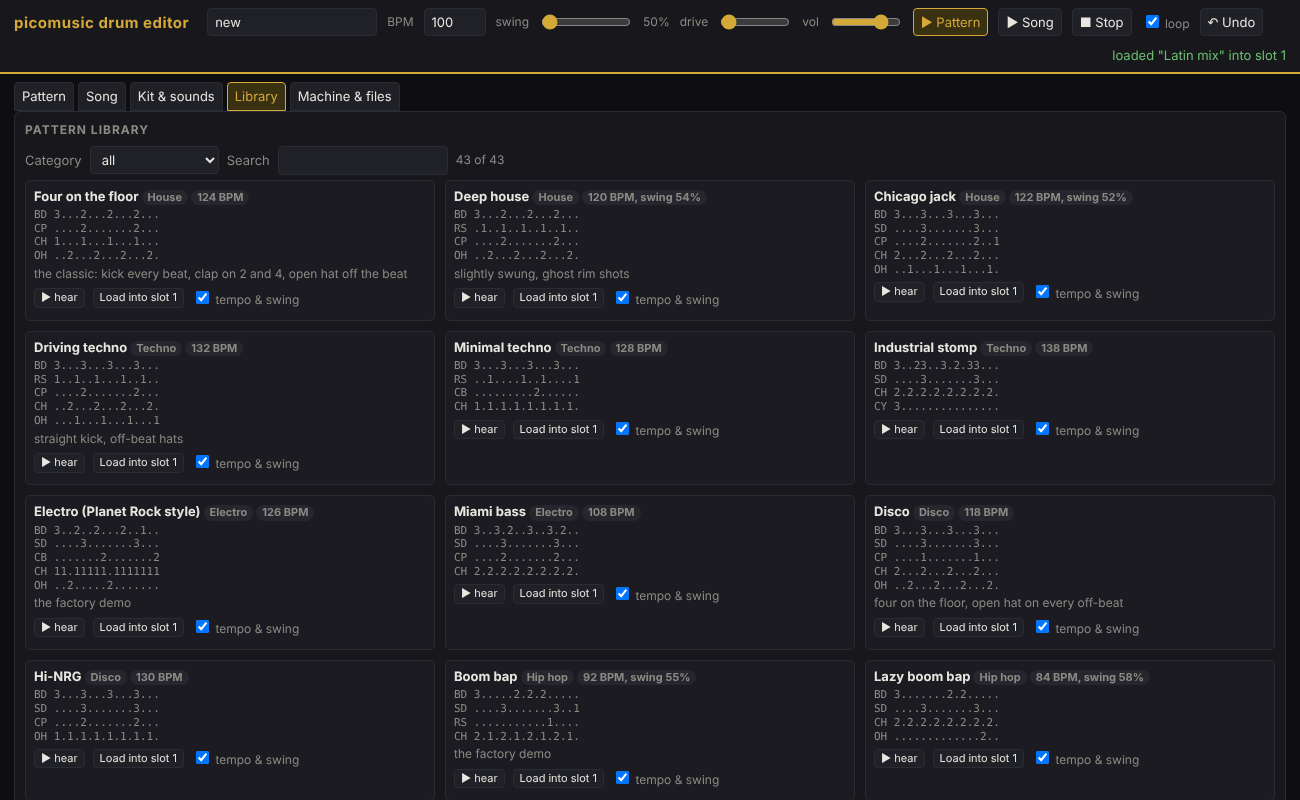 picomusic drum editor new BPM 100 swing 50% drive vol ▶ Pattern ▶ Song ■ Stop loop ↶ Undo
loaded "Latin mix" into slot 1
Pattern Song Kit & sounds Library Machine & files
PATTERN LIBRARY
Category all Search 43 of 43
Four on the floor House 124 BPM
BD 3...2...2...2...
CP ....2.......2...
CH 1...1...1...1...
OH ..2...2...2...2.
the classic: kick every beat, clap on 2 and 4, open hat off the beat
▶ hear Load into slot 1 tempo & swing
Deep house House 120 BPM, swing 54%
BD 3...2...2...2...
RS .1..1..1..1..1..
CP ....2.......2...
OH ..2...2...2...2.
slightly swung, ghost rim shots
▶ hear Load into slot 1 tempo & swing
Chicago jack House 122 BPM, swing 52%
BD 3...3...3...3...
SD ....3.......3...
CP ....2.......2..1
CH 2...2...2...2...
OH ..1...1...1...1.
▶ hear Load into slot 1 tempo & swing
Driving techno Techno 132 BPM
BD 3...3...3...3...
RS 1..1..1...1..1..
CP ....2.......2...
CH ..2...2...2...2.
OH ...1...1...1...1
straight kick, off-beat hats
▶ hear Load into slot 1 tempo & swing
Minimal techno Techno 128 BPM
BD 3...3...3...3...
RS ..1....1..1....1
CB .........2......
CH 1.1.1.1.1.1.1.1.
▶ hear Load into slot 1 tempo & swing
Industrial stomp Techno 138 BPM
BD 3..23..3.2.33...
SD ....3.......3...
CH 2.2.2.2.2.2.2.2.
CY 3...............
▶ hear Load into slot 1 tempo & swing
Electro (Planet Rock style) Electro 126 BPM
BD 3..2..2...2..1..
SD ....3.......3...
CB .......2.......2
CH 11.11111.1111111
OH ..2.....2.......
the factory demo
▶ hear Load into slot 1 tempo & swing
Miami bass Electro 108 BPM
BD 3..3.2..3..3.2..
SD ....3.......3...
CP ....2.......2...
CH 2.2.2.2.2.2.2.2.
▶ hear Load into slot 1 tempo & swing
Disco Disco 118 BPM
BD 3...3...3...3...
SD ....3.......3...
CP ....1.......1...
CH 2...2...2...2...
OH ..2...2...2...2.
four on the floor, open hat on every off-beat
▶ hear Load into slot 1 tempo & swing
Hi-NRG Disco 130 BPM
BD 3...3...3...3...
SD ....3.......3...
CP ....2.......2...
CH 1.1.1.1.1.1.1.1.
▶ hear Load into slot 1 tempo & swing
Boom bap Hip hop 92 BPM, swing 55%
BD 3.....2.2.2.....
SD ....3.......3..1
RS ...........1....
CH 2.1.2.1.2.1.2.1.
the factory demo
▶ hear Load into slot 1 tempo & swing
Lazy boom bap Hip hop 84 BPM, swing 58%
BD 3.......2.2.....
SD ....3.......3...
CH 2.2.2.2.2.2.2.2.
OH .............2..
▶ hear Load into slot 1 tempo & swing